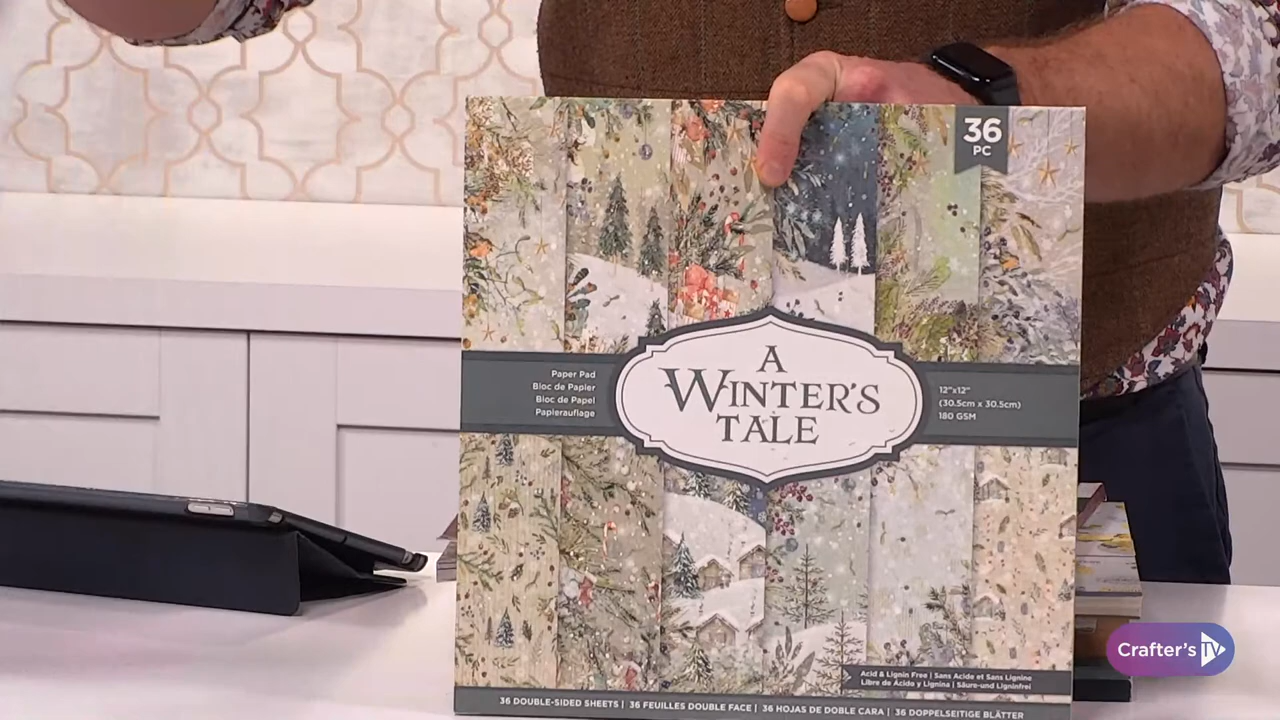 36
PC
A
WINTER'S
TALE
Paper Pad
Bloc de Papier
Bloc de Papel
Papierauflage
12"x12"
(30.5cm x 30.5cm)
180 GSM
Acid & Lignin Free | Sans Acide et Sans Lignine
Libre de Ácido y Lignina | Säure-und Ligninfrei
36 DOUBLE-SIDED SHEETS | 36 FEUILLES DOUBLE FACE | 36 HOJAS DE DOBLE CARA | 36 DOPPELSEITIGE BLÄTTER
Crafter's TV